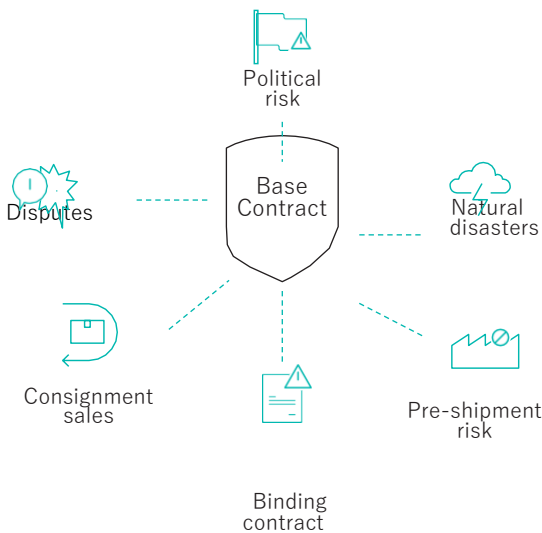 Political
risk
Base
Contract
Disputes
Natural
disasters
Consignment
sales
Pre-shipment
risk
Binding
contract